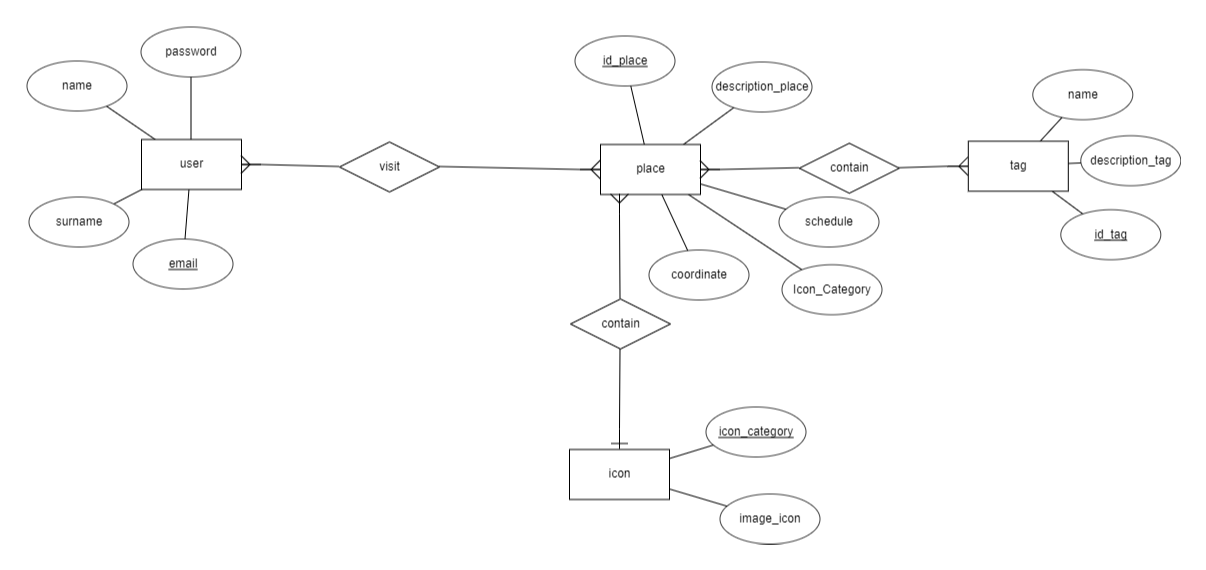 password
name
user
surname
email
visit
id_place
description_place
place
schedule
coordinate
Icon_Category
contain
name
tag
description_tag
id_tag
contain
icon_category
icon
image_icon